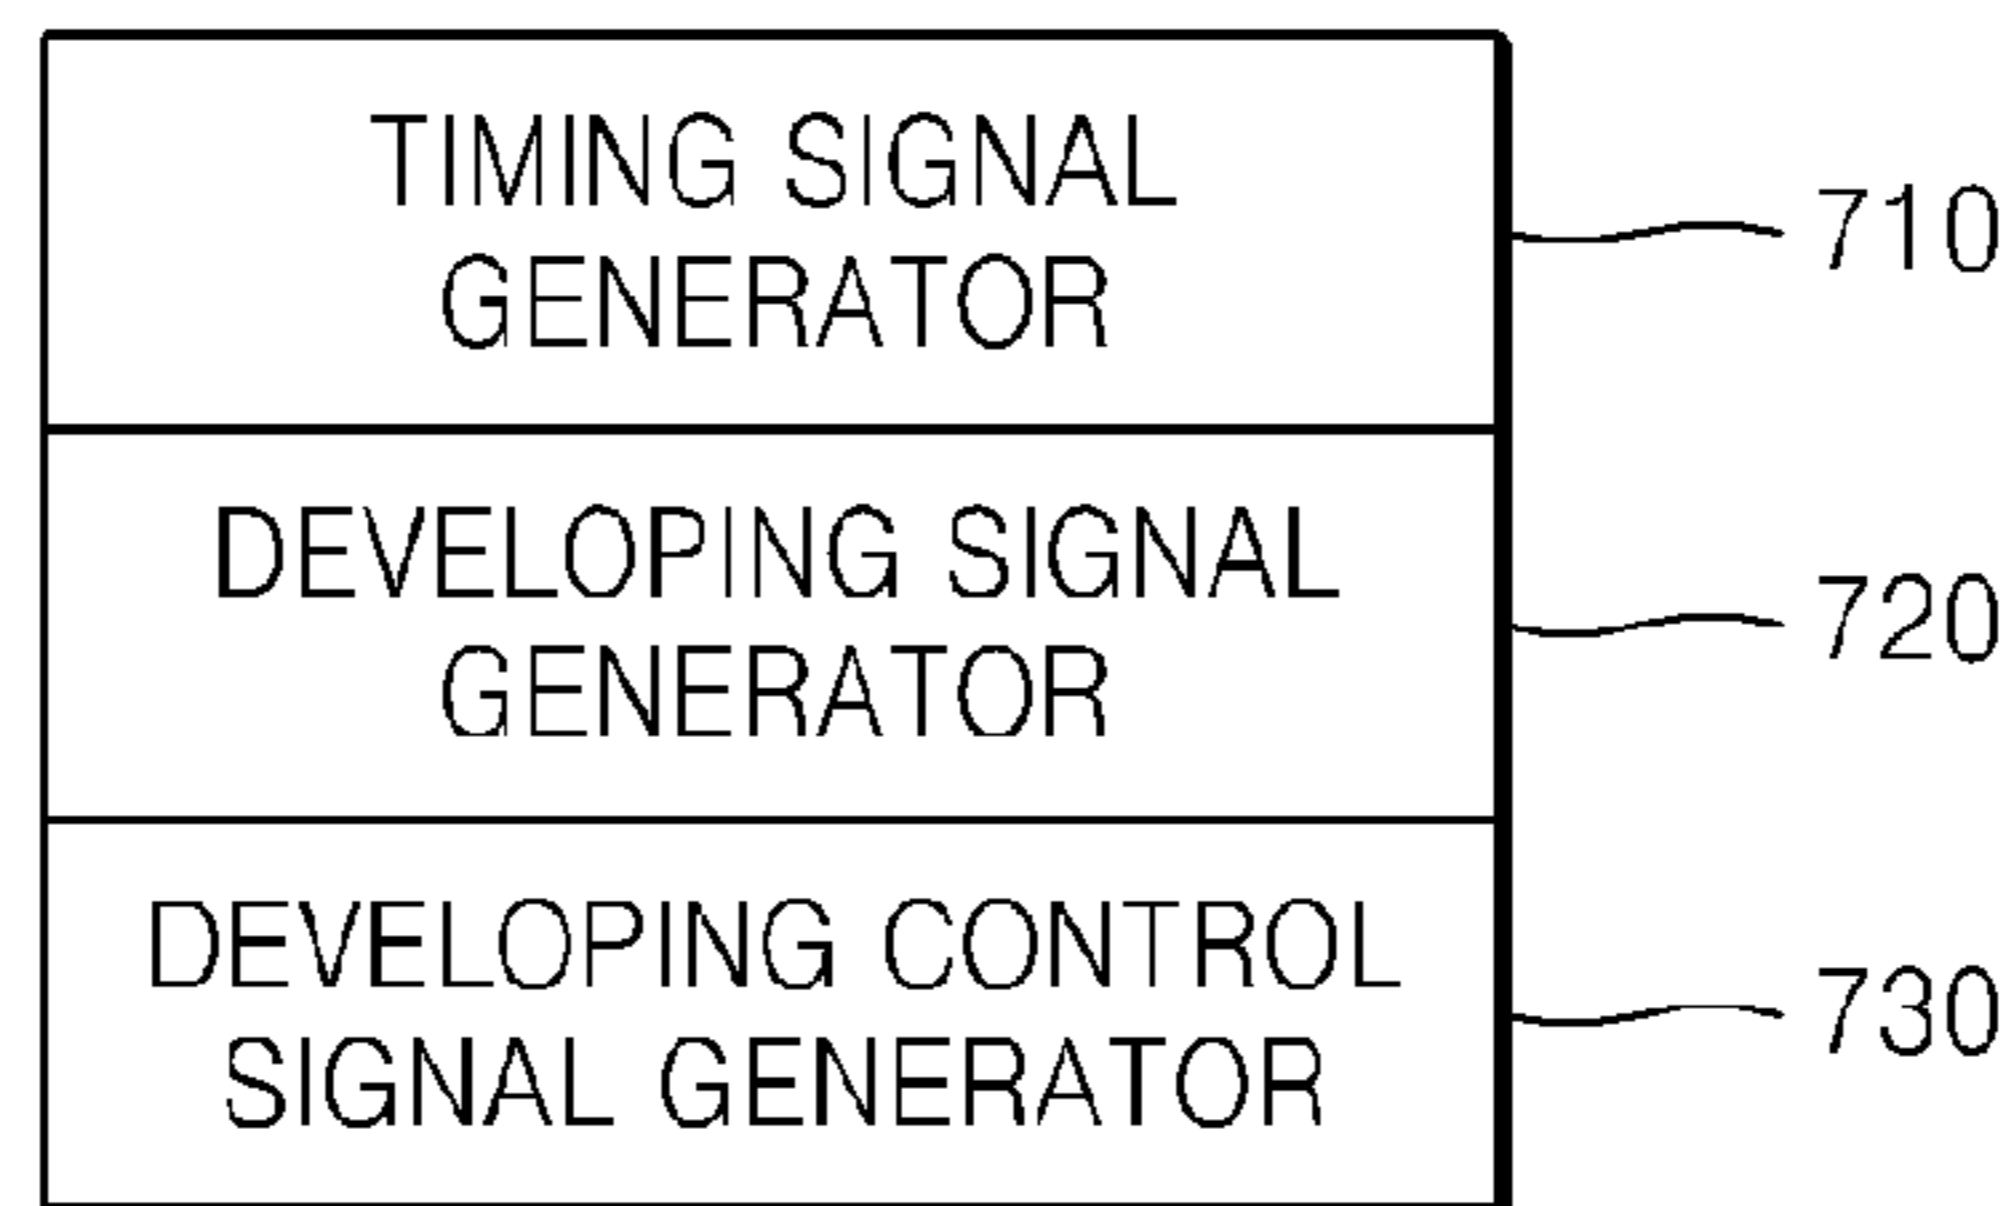 TIMING SIGNAL
GENERATOR
710
DEVELOPING SIGNAL
GENERATOR
720
DEVELOPING CONTROL
SIGNAL GENERATOR
730